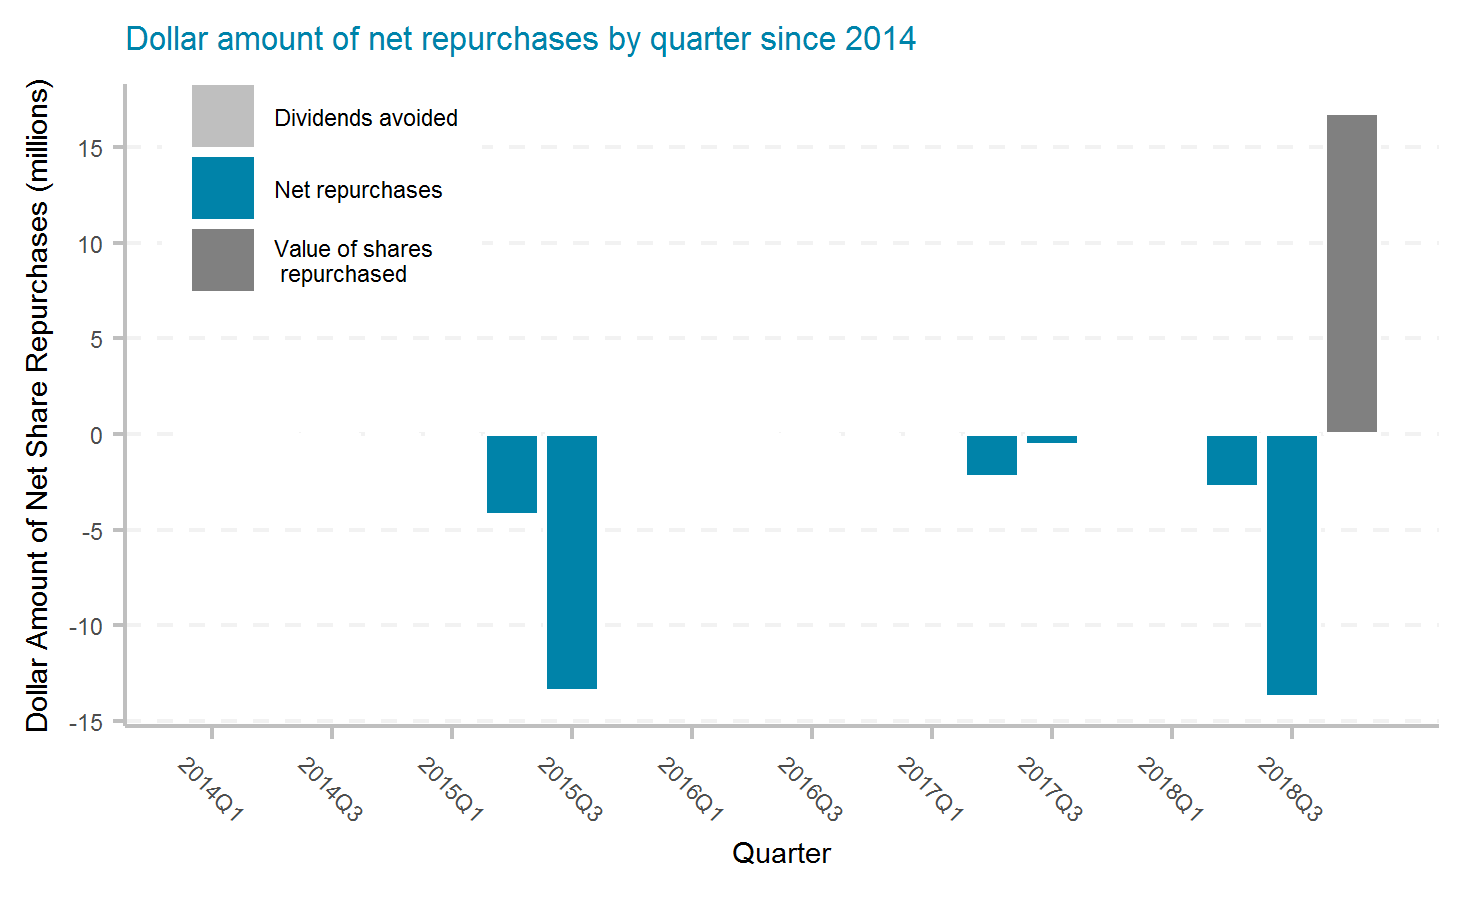 Dollar amount of net repurchases by quarter since 2014
Dollar Amount of Net Share Repurchases (millions)
Dividends avoided
Net repurchases
Value of shares
repurchased
15
10
5
0
-5
-10
-15
2014Q1
2014Q3
2015Q1
2015Q3
2016Q1
2016Q3
2017Q1
2017Q3
2018Q1
2018Q3
Quarter